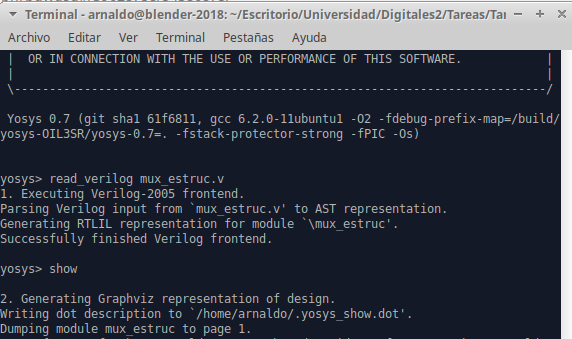 Terminal - arnaldo@blender-2018: ~/Escritorio/Universidad/Digitales2/Tareas/Tar
Archivo Editar Ver Terminal Pestañas Ayuda
| OR IN CONNECTION WITH THE USE OR PERFORMANCE OF THIS SOFTWARE. |
| |
\----------------------------------------------------------------------------/
Yosys 0.7 (git sha1 61f6811, gcc 6.2.0-11ubuntu1 -O2 -fdebug-prefix-map=/build/
yosys-OIL3SR/yosys-0.7=. -fstack-protector-strong -fPIC -Os)
yosys> read_verilog mux_estruc.v
1. Executing Verilog-2005 frontend.
Parsing Verilog input from `mux_estruc.v' to AST representation.
Generating RTLIL representation for module `\mux_estruc'.
Successfully finished Verilog frontend.
yosys> show
2. Generating Graphviz representation of design.
Writing dot description to `/home/arnaldo/.yosys_show.dot'.
Dumping module mux_estruc to page 1.